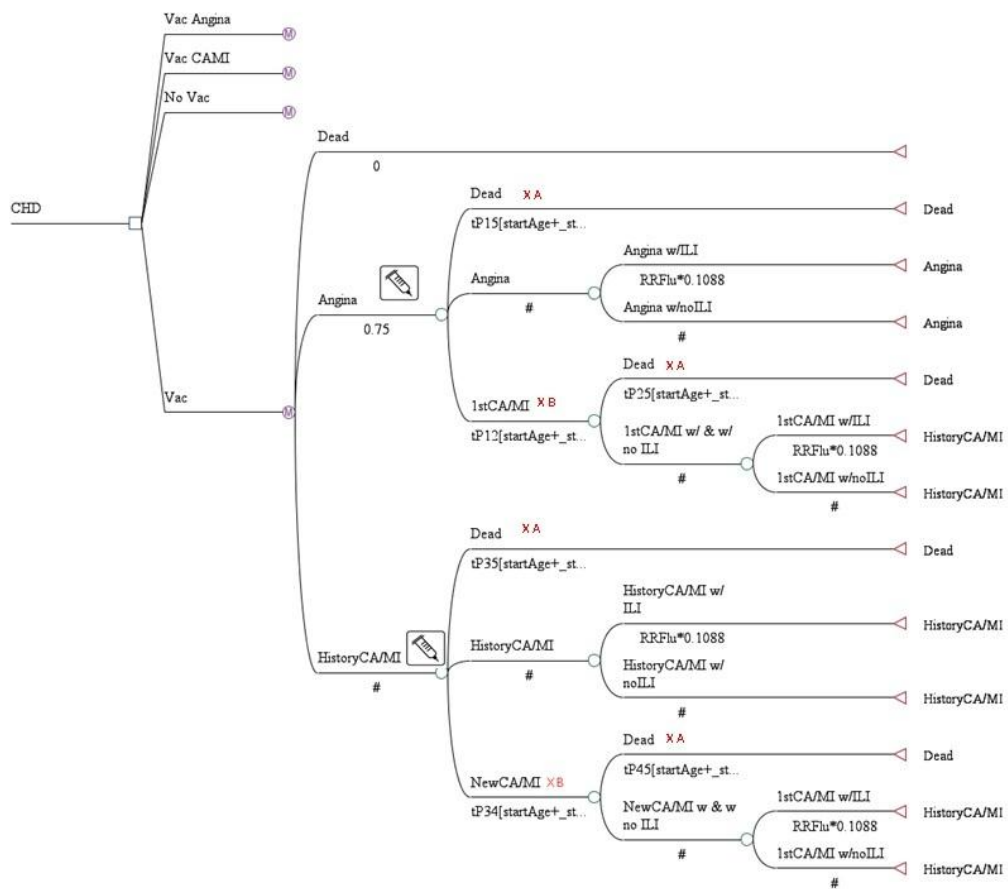 Vac Angina
M
Vac CAMI
M
No Vac
M
CHD
Vac
M
Dead
0
Angina
0.75
Dead X A
tP15[startAge+_st...
Dead
Angina
#
Angina w/ILI
RRFlu*0.1088
Angina
Angina w/noILI
#
Angina
1stCA/MI X B
tP12[startAge+_st...
Dead X A
tP25[startAge+_st...
Dead
1stCA/MI w/ & w/
no ILI
#
1stCA/MI w/ILI
RRFlu*0.1088
HistoryCA/MI
1stCA/MI w/noILI
#
HistoryCA/MI
HistoryCA/MI
#
Dead X A
tP35[startAge+_st...
Dead
HistoryCA/MI
#
HistoryCA/MI w/
ILI
RRFlu*0.1088
HistoryCA/MI
HistoryCA/MI w/
noILI
#
HistoryCA/MI
NewCA/MI X B
tP34[startAge+_st...
Dead X A
tP45[startAge+_st...
Dead
NewCA/MI w & w
no ILI
#
1stCA/MI w/ILI
RRFlu*0.1088
HistoryCA/MI
1stCA/MI w/noILI
#
HistoryCA/MI